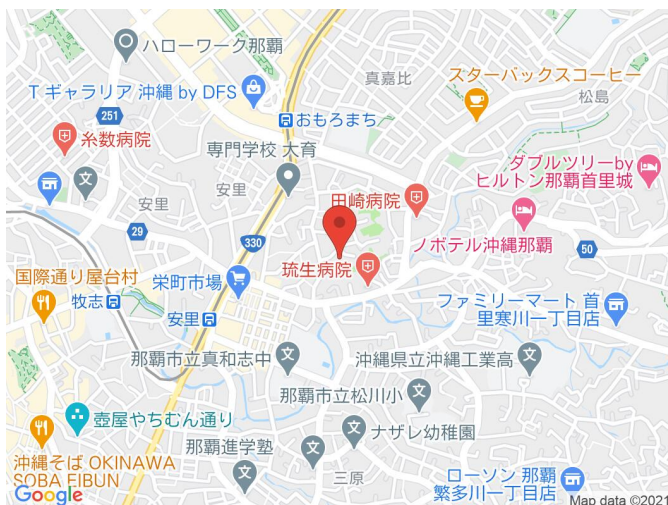 ハローワーク那覇
真嘉比
スターバックスコーヒー
松島
T ギャラリア 沖縄 by DFS
251
おもろまち
糸数病院
専門学校 大育
安里
安里
田崎病院
ダブルツリーby
ヒルトン那覇首里城
29
330
ノボテル沖縄那覇
50
国際通り屋台村
栄町市場
琉生病院
牧志
安里
ファミリーマート 首
里寒川一丁目店
那覇市立真和志中
沖縄県立沖縄工業高
那覇市立松川小
壺屋やちむん通り
ナザレ幼稚園
那覇進学塾
沖縄そば OKINAWA
SOBA EIBUN
三原
ローソン 那覇
繁多川一丁目店
Google
Map data ©2021